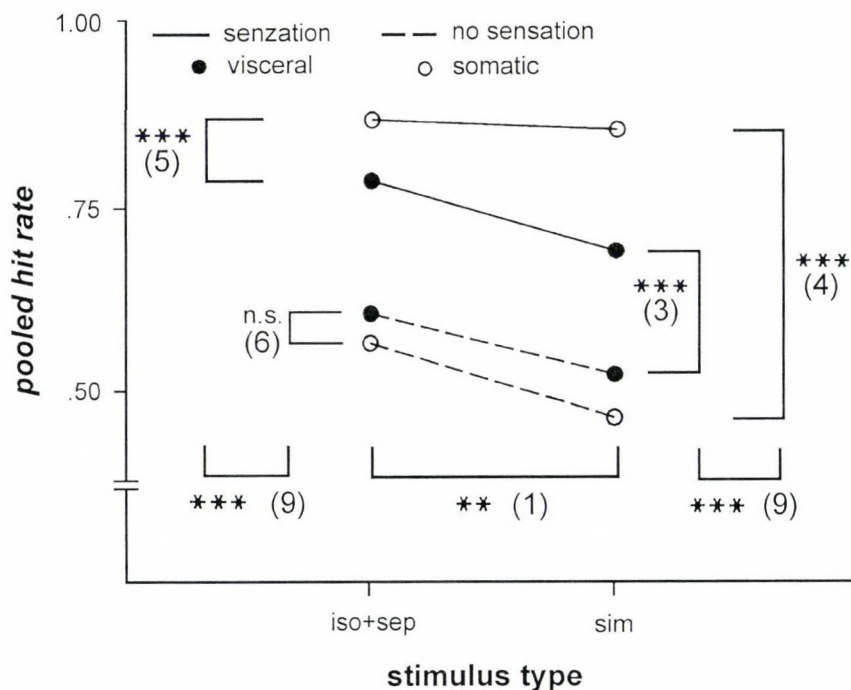 1.00
senzation
no sensation
visceral
somatic
***
(5)
.75
***
(3)
***
(4)
n.s.
(6)
.50
pooled hit rate
*** (9)
** (1)
*** (9)
iso+sep
sim
stimulus type